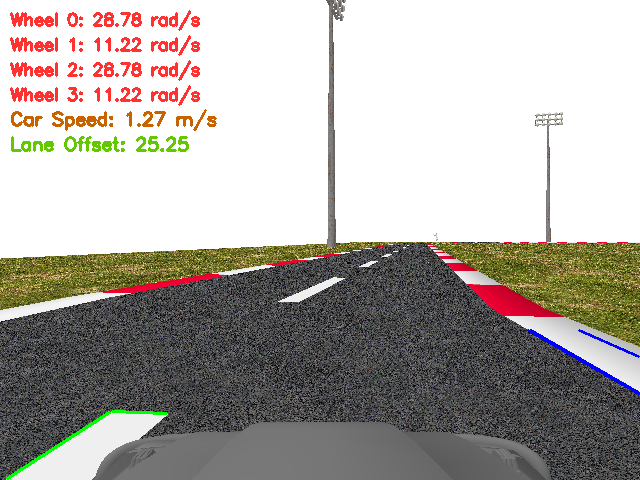 Wheel 0: 28.78 rad/s
Wheel 1: 11.22 rad/s
Wheel 2: 28.78 rad/s
Wheel 3: 11.22 rad/s
Car Speed: 1.27 m/s
Lane Offset: 25.25